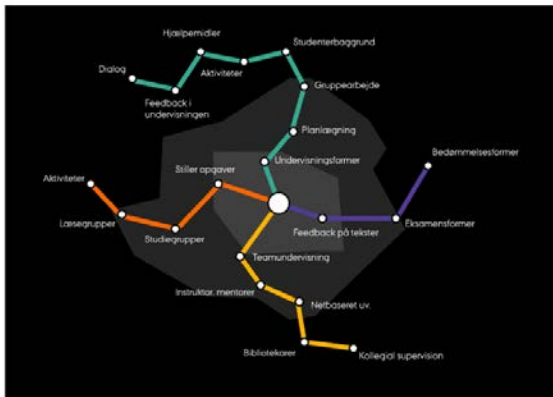 Hjælpemidler
Studenterbaggrund
Dialog
Aktiviteter
Feedback i
undervisningen
Gruppearbejde
Planlægning
Undervisningsformer
Bedømmelsesformer
Stiller opgaver
Aktiviteter
Læsegrupper
Studiegrupper
Feedback på tekster
Eksamensformer
Teamundervisning
Instruktor, mentorer
Netbaseret uv.
Bibliotekarer
Kollegial supervision